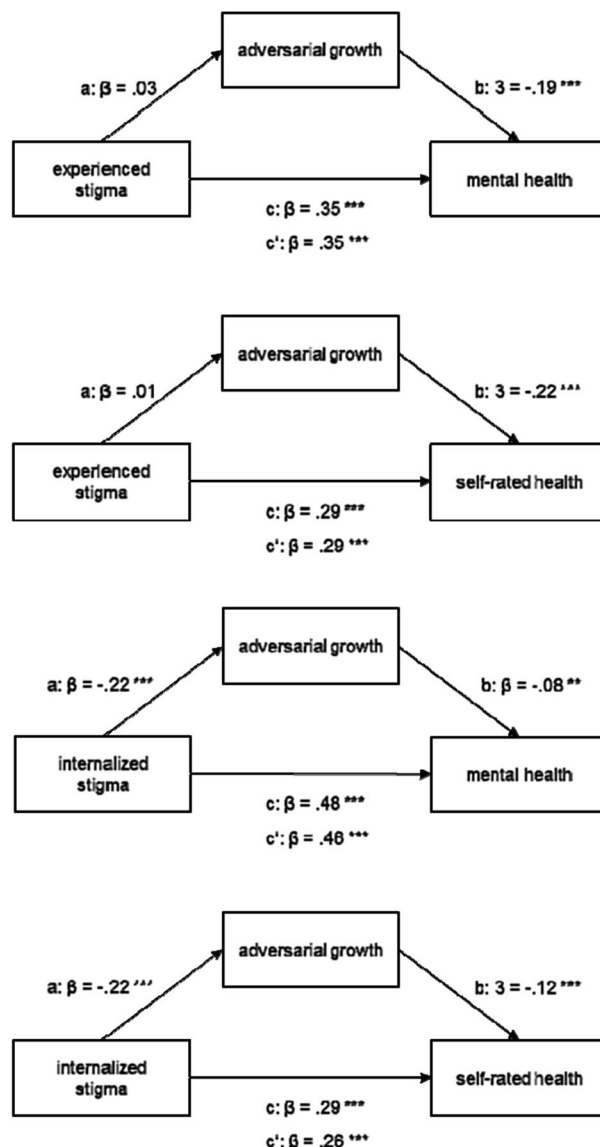 adversarial growth
a: β = .03
b: 3 = -.19 ***
experienced
stigma
mental health
c: β = .35 ***
c': β = .35 ***
adversarial growth
a: β = .01
b: 3 = -.22 ***
experienced
stigma
self-rated health
c: β = .29 ***
c': β = .29 ***
adversarial growth
a: β = -.22 ***
b: β = -.08 **
internalized
stigma
mental health
c: β = .48 ***
c': β = .46 ***
adversarial growth
a: β = -.22 ***
b: 3 = -.12 ***
internalized
stigma
self-rated health
c: β = .29 ***
c': β = .26 ***